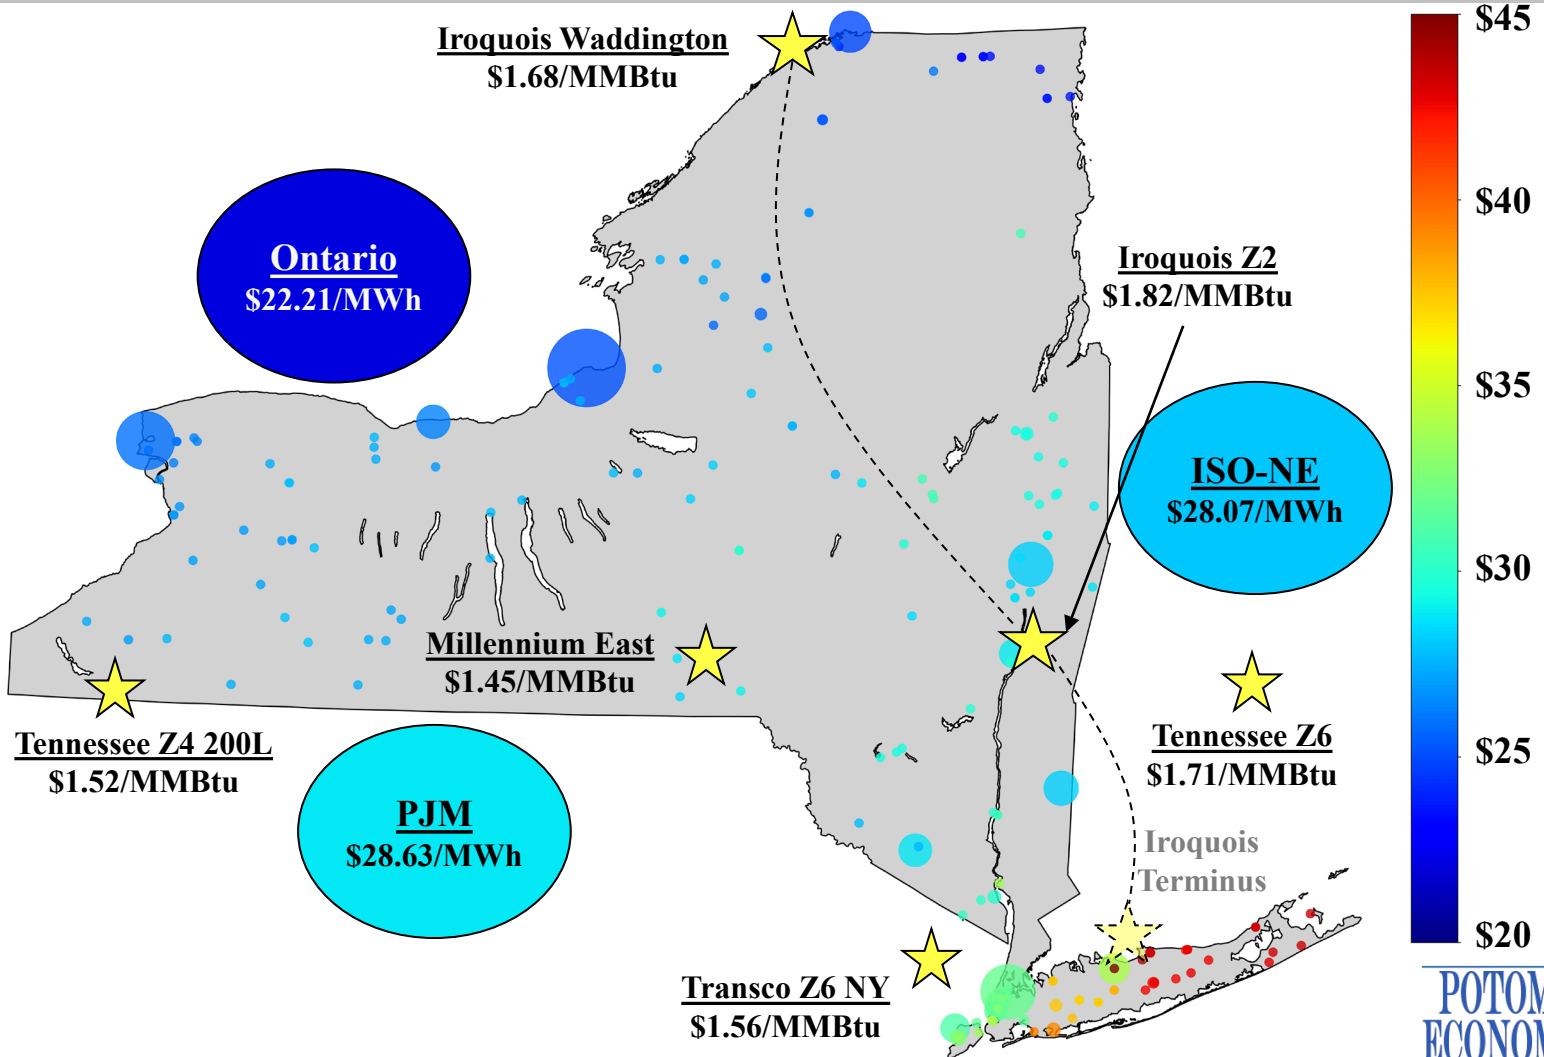 Iroquois Waddington
$1.68/MMBtu
$45
$40
$35
$30
$25
$20
Ontario
$22.21/MWh
Iroquois Z2
$1.82/MMBtu
ISO-NE
$28.07/MWh
Millennium East
$1.45/MMBtu
Tennessee Z4 200L
$1.52/MMBtu
Tennessee Z6
$1.71/MMBtu
PJM
$28.63/MWh
Iroquois
Terminus
Transco Z6 NY
$1.56/MMBtu
POTOM
ECONOM